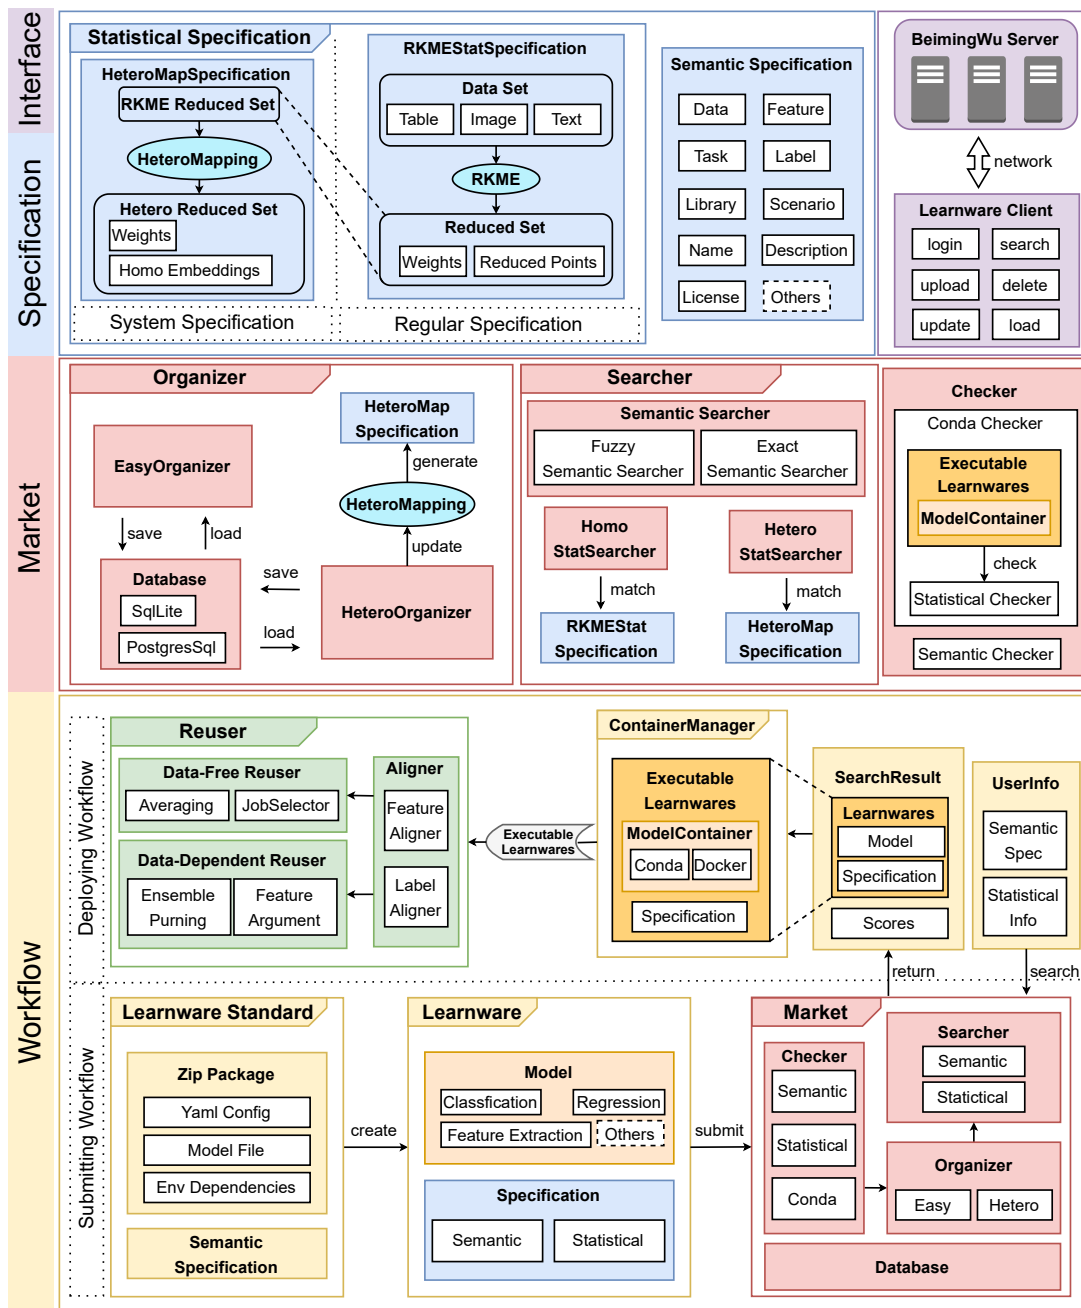 Interface
Specification
Market
Workflow
Statistical Specification
HeteroMapSpecification
RKME Reduced Set
HeteroMapping
Hetero Reduced Set
Weights
Homo Embeddings
System Specification
RKMEStatSpecification
Data Set
Table
Image
Text
RKME
Reduced Set
Weights
Reduced Points
Regular Specification
Semantic Specification
Data
Feature
Task
Label
Library
Scenario
Name
Description
License
Others
BeimingWu Server
network
Learnware Client
login
search
upload
delete
update
load
Organizer
EasyOrganizer
save
load
Database
SqlLite
PostgresSql
save
load
HeteroMap
Specification
generate
HeteroMapping
update
HeteroOrganizer
Searcher
Semantic Searcher
Fuzzy
Semantic Searcher
Exact
Semantic Searcher
Homo
StatSearcher
match
RKMEStat
Specification
Hetero
StatSearcher
match
HeteroMap
Specification
Checker
Conda Checker
Executable
Learnwares
ModelContainer
check
Statistical Checker
Semantic Checker
Deploying Workflow
Reuser
Data-Free Reuser
Averaging
JobSelector
Data-Dependent Reuser
Ensemble
Purning
Feature
Argument
Aligner
Feature
Aligner
Label
Aligner
Executable
Learnwares
ContainerManager
Executable
Learnwares
ModelContainer
Conda
Docker
Specification
SearchResult
Learnwares
Model
Specification
Scores
return
UserInfo
Semantic
Spec
Statistical
Info
search
Submitting Workflow
Learnware Standard
Zip Package
Yaml Config
Model File
Env Dependencies
Semantic
Specification
create
Learnware
Model
Classfication
Regression
Feature Extraction
Others
Specification
Semantic
Statistical
submit
Market
Checker
Semantic
Statistical
Conda
Searcher
Semantic
Statictical
Organizer
Easy
Hetero
Database